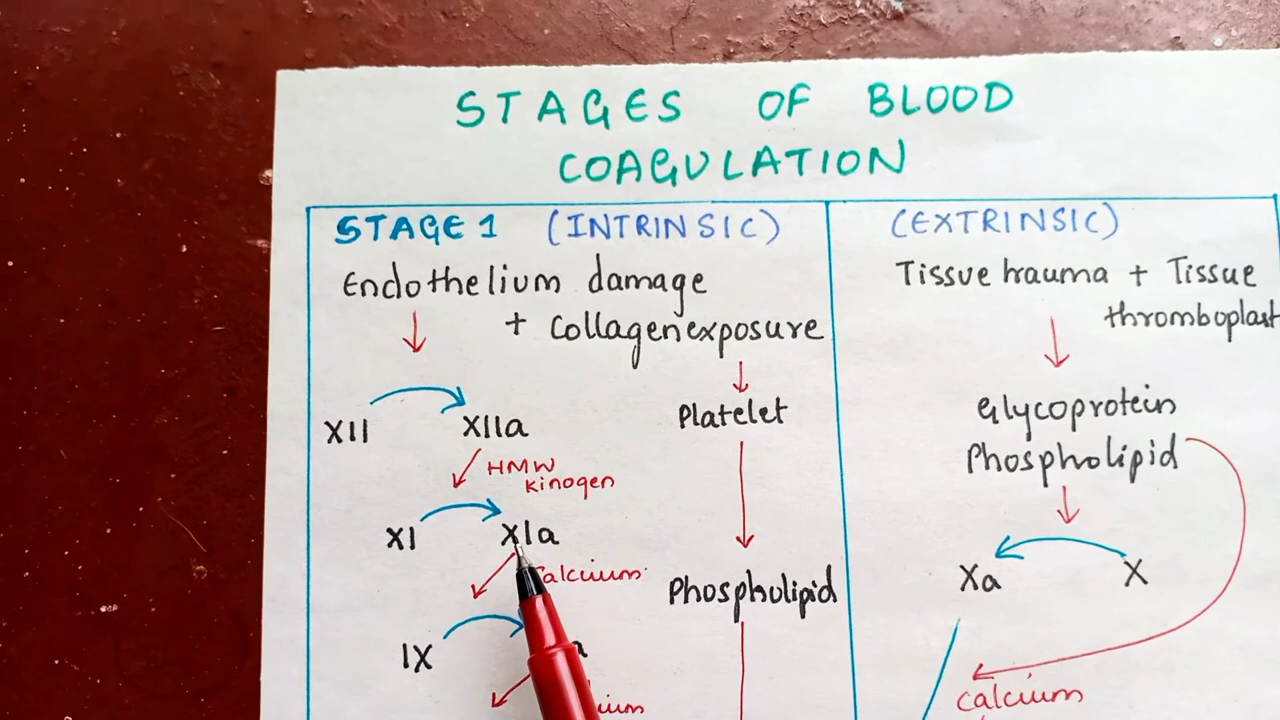 STAGES OF BLOOD
COAGULATION
STAGE 1 (INTRINSIC)
Endothelium damage
+ Collagen exposure
XII XIIa
HMW
kinogen
XI XIa
IX
Platelet
Phospholipid
(EXTRINSIC)
Tissue trauma + Tissue
thromboplast
Glycoprotein
Phospholipid
Xa X
Calcium